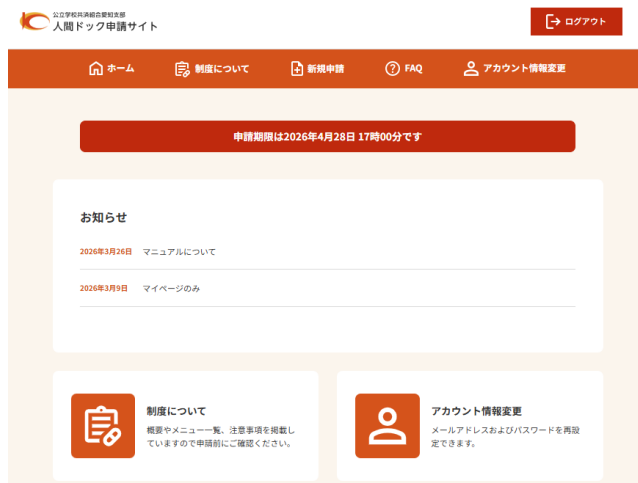 公立学校共済組合愛知支部
人間ドック申請サイト
ログアウト
ホーム
制度について
新規申請
FAQ
アカウント情報変更
申請期限は2026年4月28日 17時00分です
お知らせ
2026年3月26日 マニュアルについて
2026年3月9日 マイページのみ
制度について
概要やメニュー一覧、注意事項を掲載し
ていますので申請前にご確認ください。
アカウント情報変更
メールアドレスおよびパスワードを再設
定できます。